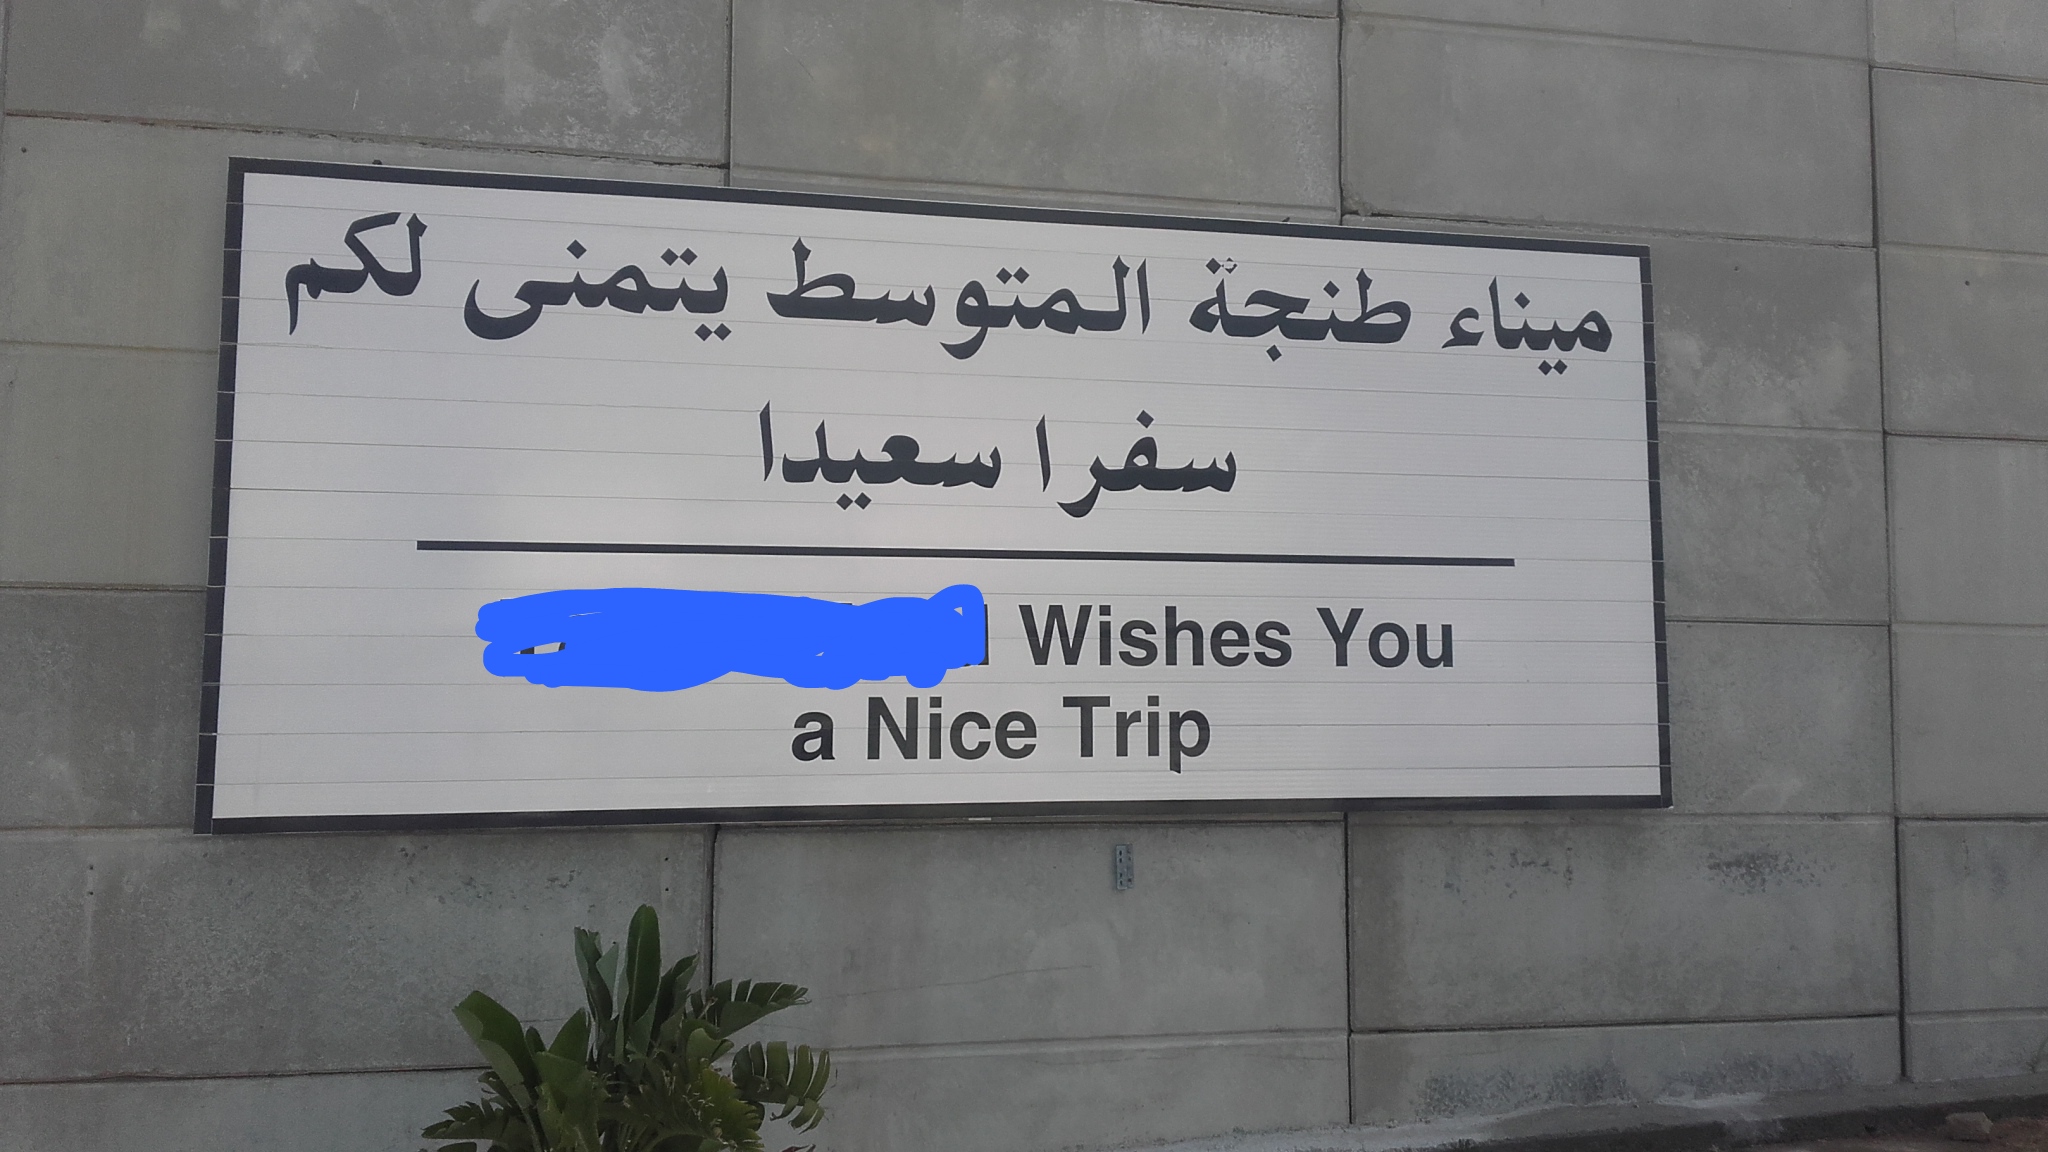 ميناء طنجة المتوسط يتمنى لكم
سفرا سعيدا
Wishes You
a Nice Trip